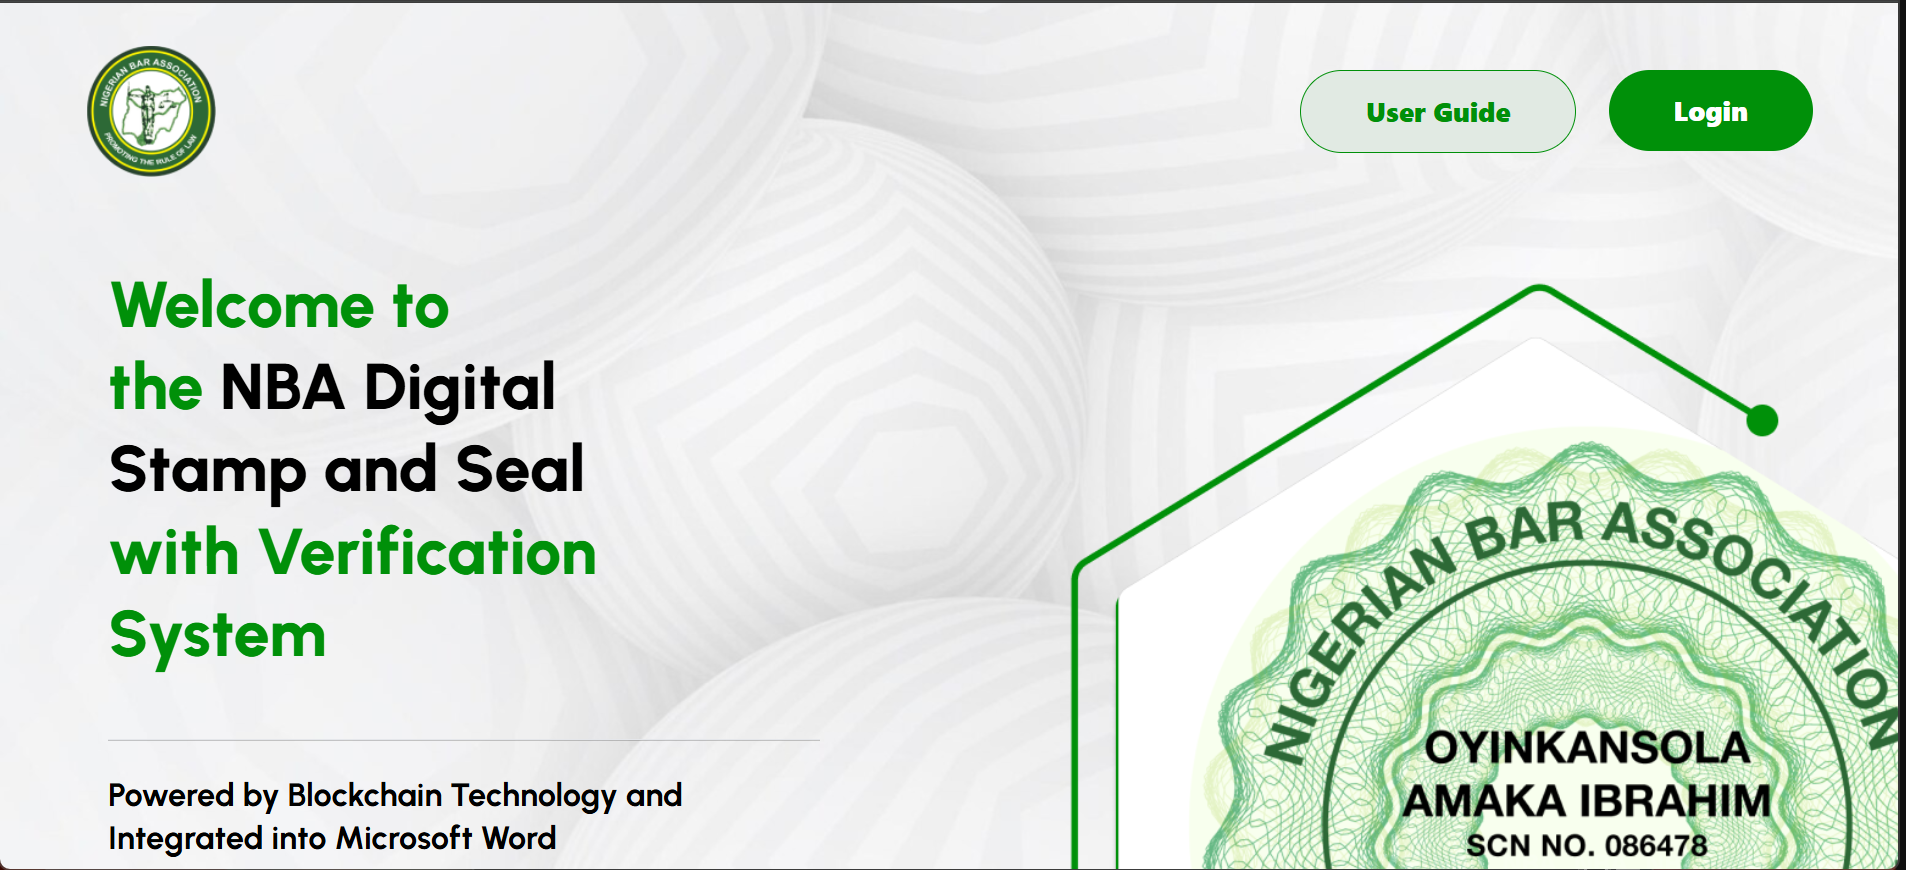 NIGERIAN BAR ASSOCIATION
PROMOTING THE RULE OF LAW
User Guide
Login
Welcome to
the NBA Digital
Stamp and Seal
with Verification
System
Powered by Blockchain Technology and
Integrated into Microsoft Word
NIGERIAN BAR ASSOCIATION
OYINKANSOLA
AMAKA IBRAHIM
SCN NO. 086478